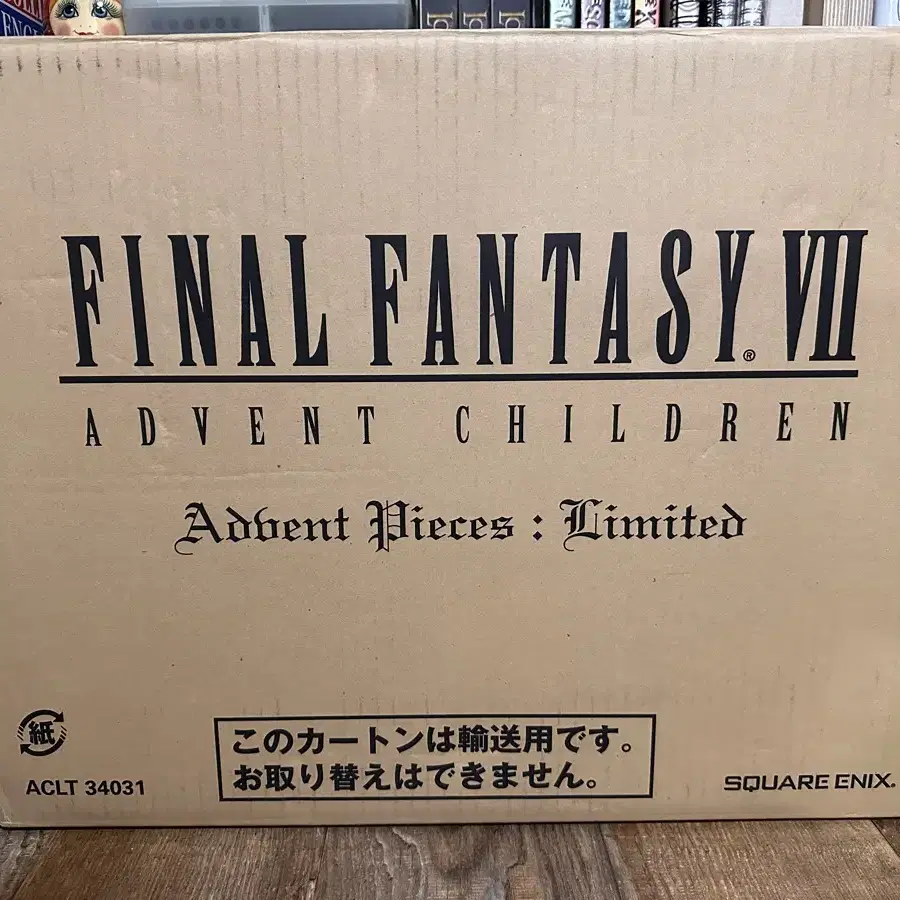 FINAL FANTASY® VII
ADVENT CHILDREN
Advent Pieces : Limited
紙
ACLT 34031
このカートンは輸送用です。
お取り替えはできません。
SQUARE ENIX.